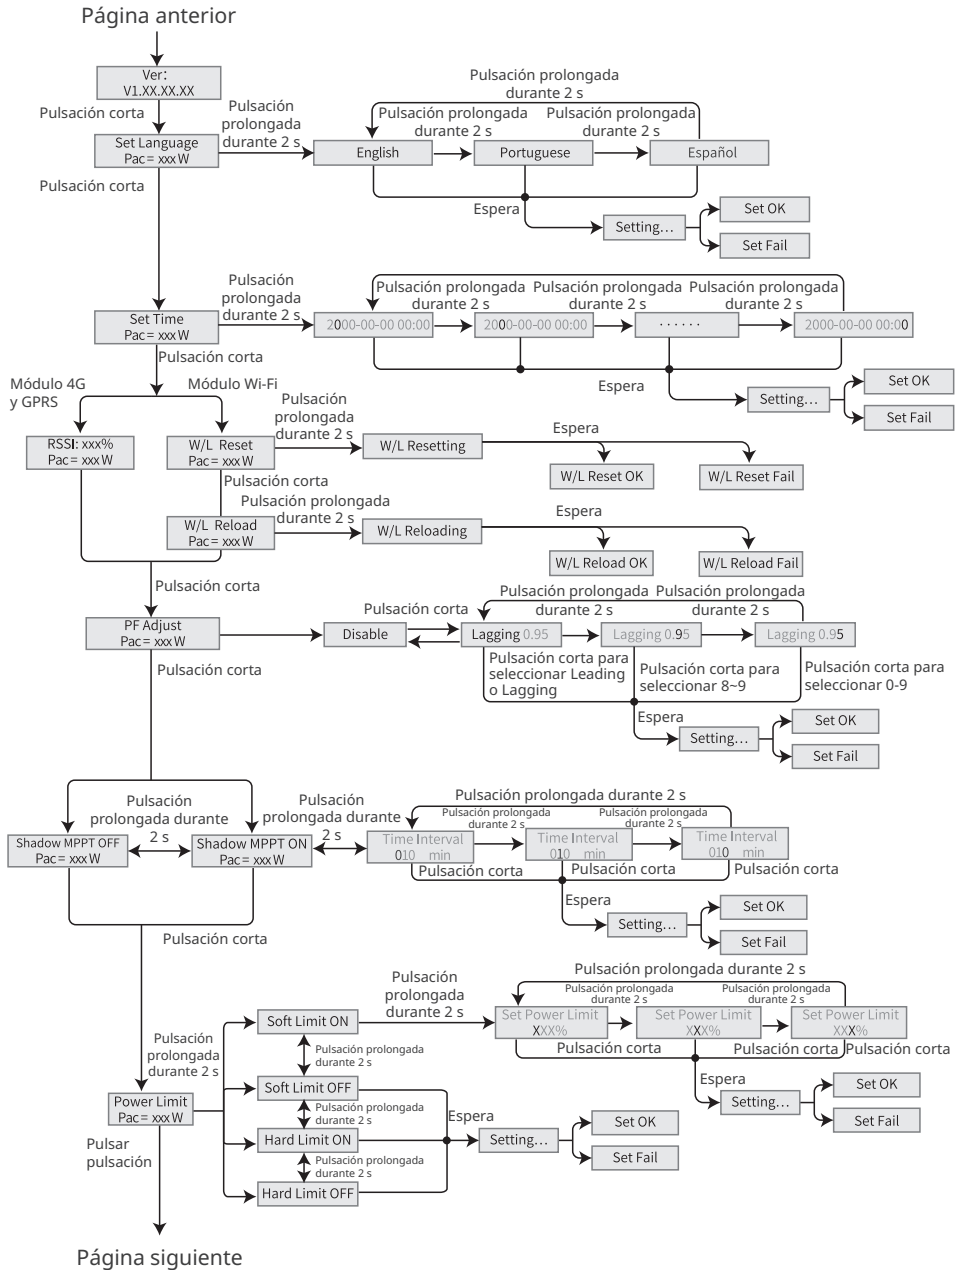 Página anterior
Ver:
V1.XX.XX.XX
Pulsación corta
Pulsación
prolongada
durante 2 s
Pulsación prolongada
durante 2 s
Pulsación prolongada
durante 2 s
Pulsación prolongada
durante 2 s
Set Language
Pac= xxx W
English
Portuguese
Español
Pulsación corta
Espera
Setting...
Set OK
Set Fail
Pulsación
prolongada
durante 2 s
Pulsación prolongada
durante 2 s
Pulsación prolongada
durante 2 s
Pulsación prolongada
durante 2 s
Set Time
Pac= xxx W
2000-00-00 00:00
2000-00-00 00:00
......
2000-00-00 00:00
Pulsación corta
Espera
Setting...
Set OK
Set Fail
Módulo 4G
y GPRS
Módulo Wi-Fi
Pulsación
prolongada
durante 2 s
RSSI: xxx%
Pac= xxx W
W/L Reset
Pac= xxx W
W/L Resetting
Espera
W/L Reset OK
W/L Reset Fail
Pulsación corta
Pulsación prolongada
durante 2 s
W/L Reload
Pac= xxx W
W/L Reloading
Espera
W/L Reload OK
W/L Reload Fail
Pulsación corta
PF Adjust
Pac= xxx W
Disable
Pulsación corta
Pulsación prolongada
durante 2 s
Pulsación prolongada
durante 2 s
Lagging 0.95
Lagging 0.95
Lagging 0.95
Pulsación corta
Pulsación corta para
seleccionar Leading
o Lagging
Pulsación corta para
seleccionar 8~9
Pulsación corta para
seleccionar 0-9
Espera
Setting...
Set OK
Set Fail
Pulsación
prolongada durante
2 s
Pulsación
prolongada durante
2 s
Pulsación prolongada durante 2 s
Pulsación prolongada
durante 2 s
Pulsación prolongada
durante 2 s
Shadow MPPT OFF
Pac= xxx W
Shadow MPPT ON
Pac= xxx W
Time Interval
010 min
Time Interval
010 min
Time Interval
010 min
Pulsación corta
Pulsación corta
Pulsación corta
Espera
Setting...
Set OK
Set Fail
Pulsación corta
Pulsación
prolongada
durante 2 s
Pulsación prolongada durante 2 s
Pulsación prolongada
durante 2 s
Pulsación prolongada
durante 2 s
Soft Limit ON
Set Power Limit
XXX%
Set Power Limit
XXX%
Set Power Limit
XXX%
Pulsación corta
Pulsación corta
Pulsación corta
Pulsación
prolongada
durante 2 s
Pulsación prolongada
durante 2 s
Soft Limit OFF
Espera
Setting...
Set OK
Set Fail
Power Limit
Pac= xxx W
Pulsación prolongada
durante 2 s
Espera
Hard Limit ON
Setting...
Set OK
Set Fail
Pulsar
pulsación
Pulsación prolongada
durante 2 s
Hard Limit OFF
Página siguiente